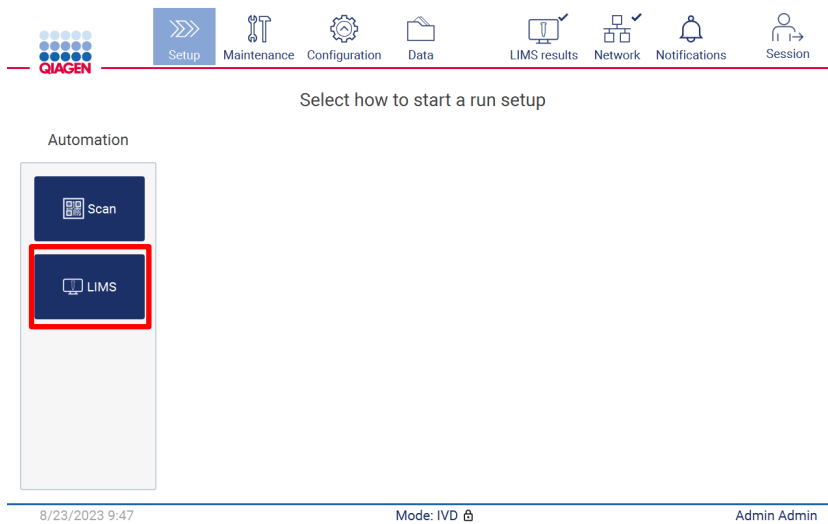 QIAGEN
Setup
Maintenance
Configuration
Data
LIMS results
Network
Notifications
Session
Select how to start a run setup
Automation
Scan
LIMS
8/23/2023 9:47
Mode: IVD
Admin Admin